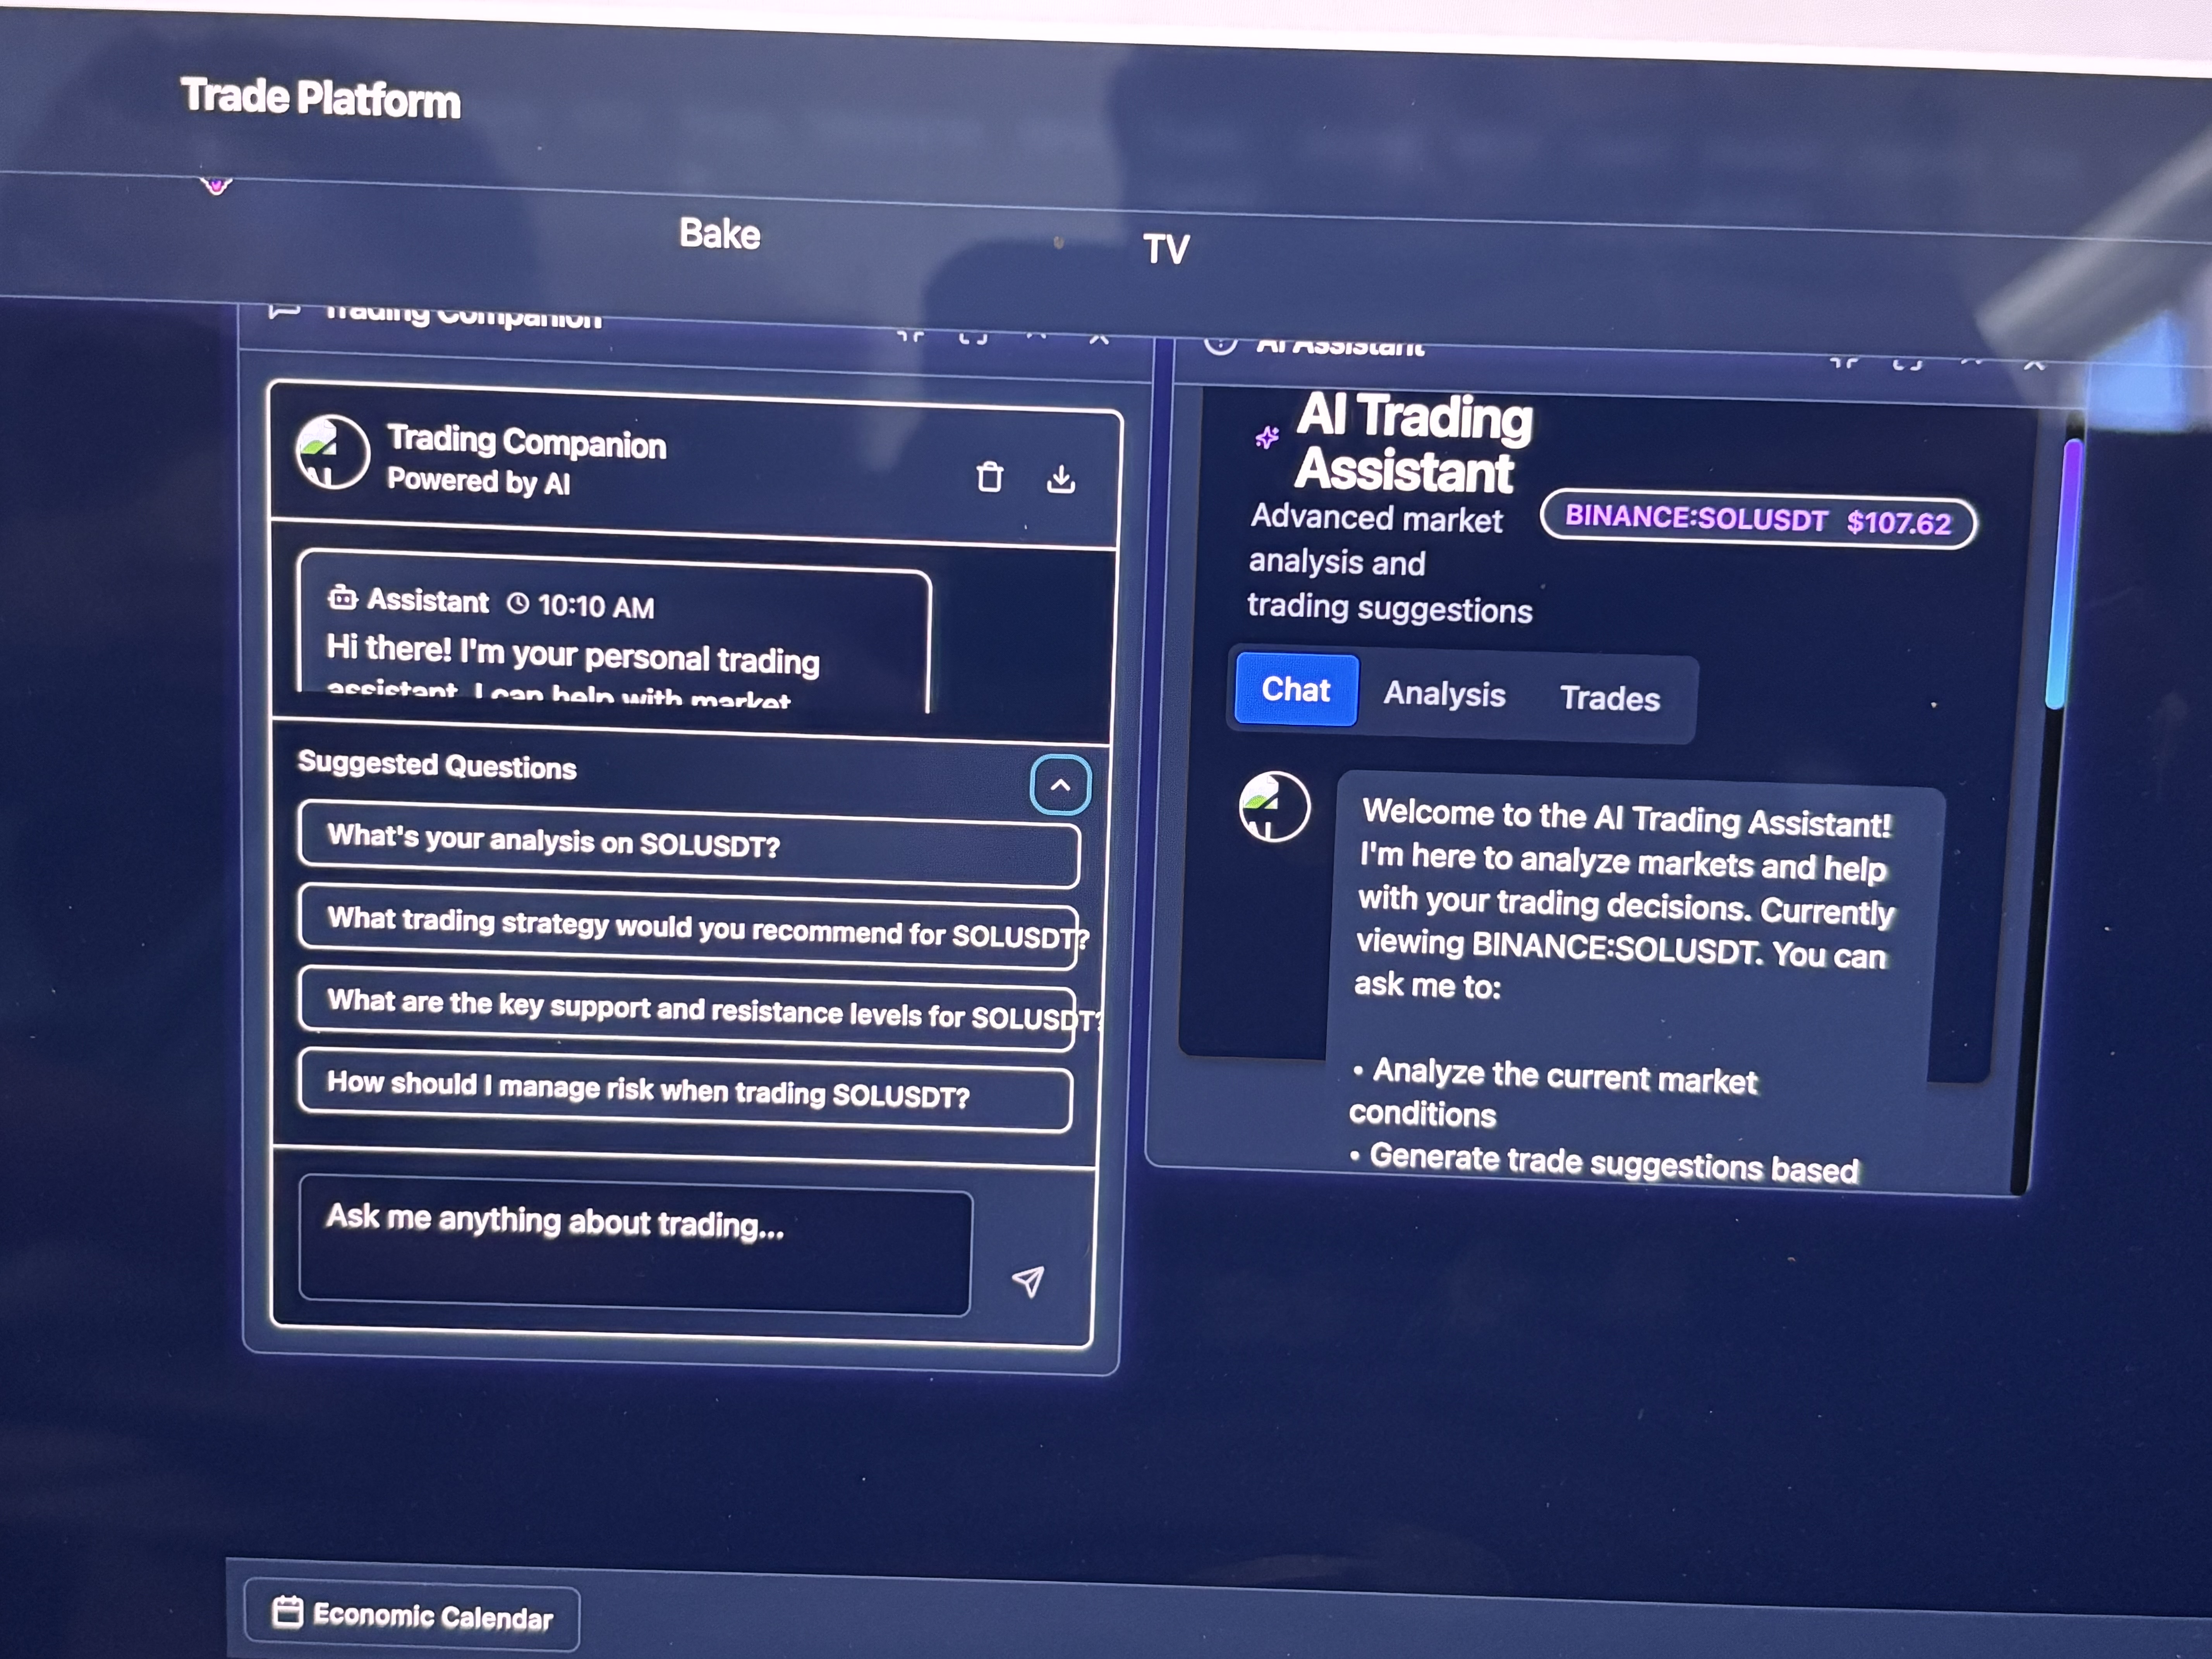 Trade Platform
Bake
TV
Trading Companion
AI Assistant
Trading Companion
Powered by AI
Assistant 10:10 AM
Hi there! I'm your personal trading
assistant. I can help with market
Suggested Questions
What's your analysis on SOLUSDT?
What trading strategy would you recommend for SOLUSDT?
What are the key support and resistance levels for SOLUSDT?
How should I manage risk when trading SOLUSDT?
Ask me anything about trading...
AI Trading
Assistant
Advanced market
analysis and
trading suggestions
BINANCE:SOLUSDT $107.62
Chat Analysis Trades
Welcome to the AI Trading Assistant!
I'm here to analyze markets and help
with your trading decisions. Currently
viewing BINANCE:SOLUSDT. You can
ask me to:
• Analyze the current market
conditions
• Generate trade suggestions based
Economic Calendar